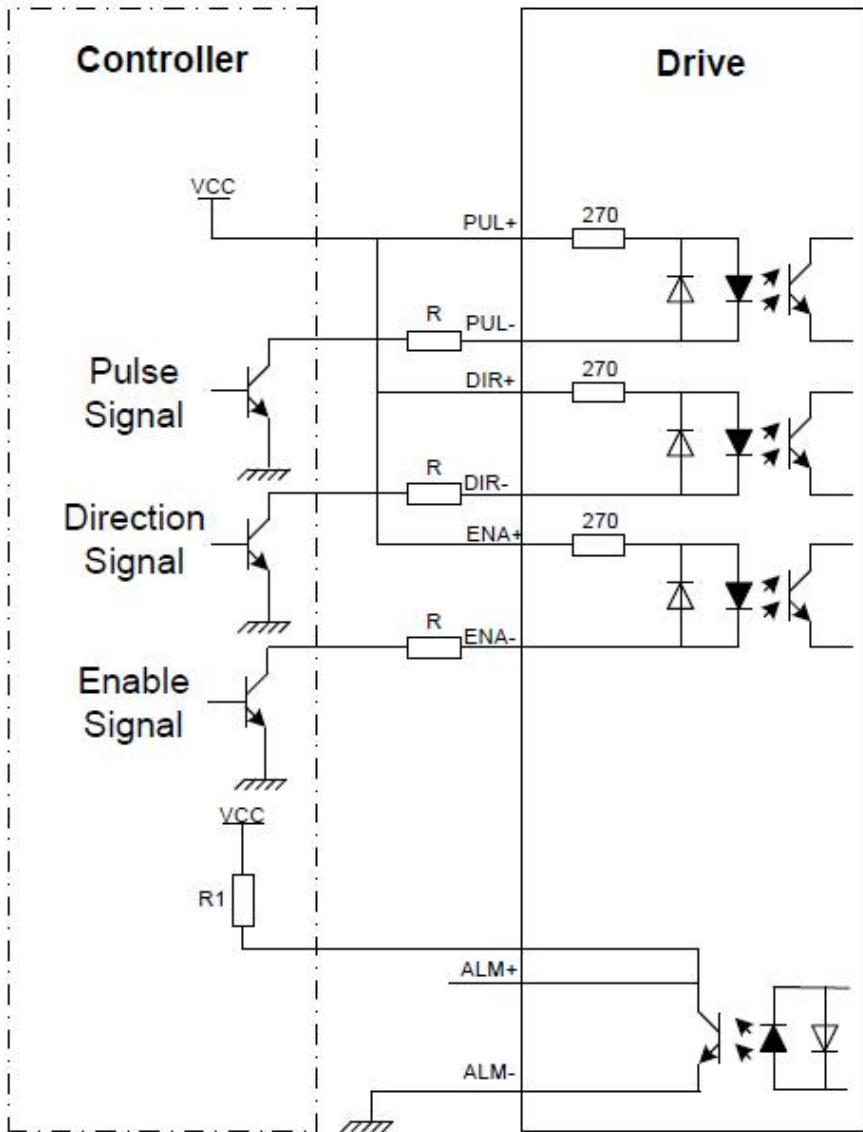 Controller
Drive
VCC
PUL+
270
R
PUL-
Pulse
Signal
DIR+
270
R
DIR-
Direction
Signal
ENA+
270
R
ENA-
Enable
Signal
VCC
R1
ALM+
ALM-